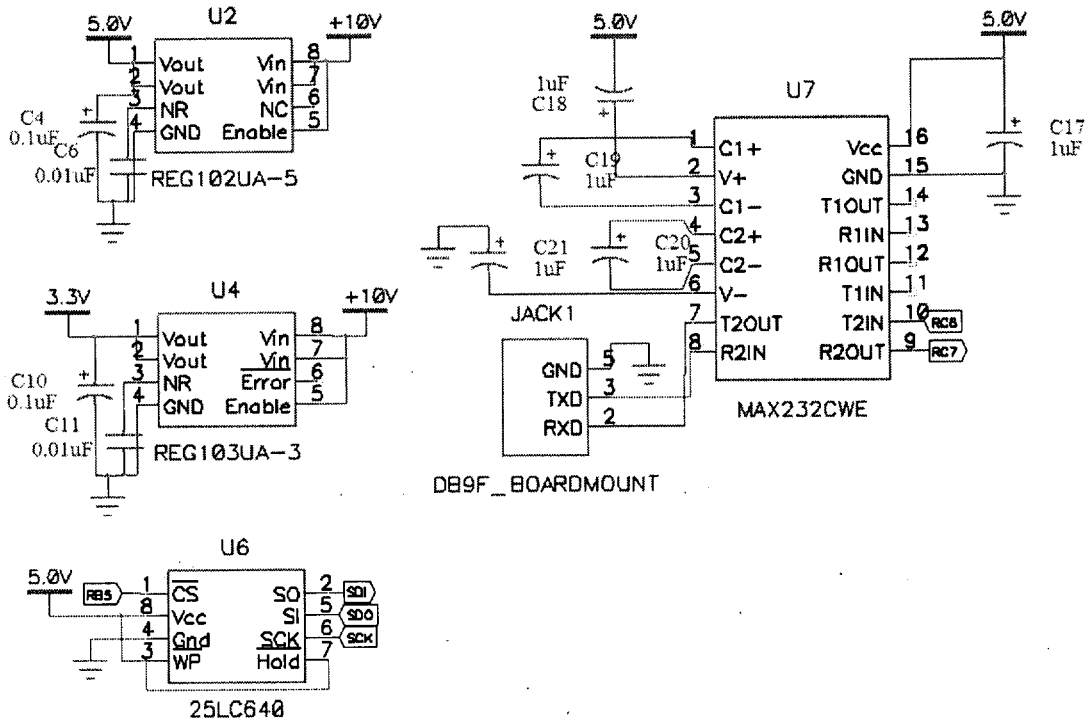 U2
5.0V
+10V
1 Vout Vin 8
2 Vout Vin 7
3 NR NC 6
4 GND Enable 5
C4
0.1uF
+
C6
0.01uF
REG102UA-5
U4
3.3V
+10V
1 Vout Vin 8
2 Vout Vin 7
3 NR Error 6
4 GND Enable 5
C10
0.1uF
+
C11
0.01uF
REG103UA-3
U6
5.0V
RB5 1 CS SO 2 SDI
8 Vcc SI 5 SDO
4 Gnd SCK 6 SCK
3 WP Hold 7
25LC640
5.0V
5.0V
1uF
C18
+
U7
C17
1uF
+
1 C1+ Vcc 16
2 V+ GND 15
3 C1- T1OUT 14
4 C2+ R1IN 13
5 C2- R1OUT 12
6 V- T1IN 11
7 T2OUT T2IN 10 RC6
8 R2IN R2OUT 9 RC7
+
C19
1uF
+
C21
1uF
+
C20
1uF
MAX232CWE
JACK1
GND 5
TXD 3
RXD 2
DB9F_BOARDMOUNT